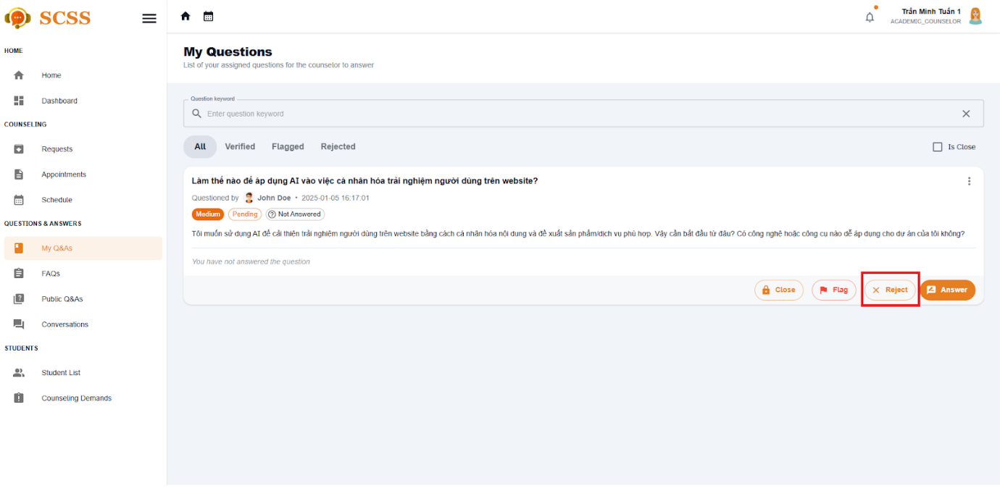 SCSS
Trần Minh Tuấn 1
ACADEMIC_COUNSELOR
HOME
Home
Dashboard
COUNSELING
Requests
Appointments
Schedule
QUESTIONS & ANSWERS
My Q&As
FAQs
Public Q&As
Conversations
STUDENTS
Student List
Counseling Demands
My Questions
List of your assigned questions for the counselor to answer
Question keyword
Enter question keyword
All Verified Flagged Rejected Is Close
Làm thế nào để áp dụng AI vào việc cá nhân hóa trải nghiệm người dùng trên website?
Questioned by John Doe • 2025-01-05 16:17:01
Medium Pending Not Answered
Tôi muốn sử dụng AI để cải thiện trải nghiệm người dùng trên website bằng cách cá nhân hóa nội dung và đề xuất sản phẩm/dịch vụ phù hợp. Vậy cần bắt đầu từ đâu? Có công nghệ hoặc công cụ nào dễ áp dụng cho dự án của tôi không?
You have not answered the question
Close Flag Reject Answer